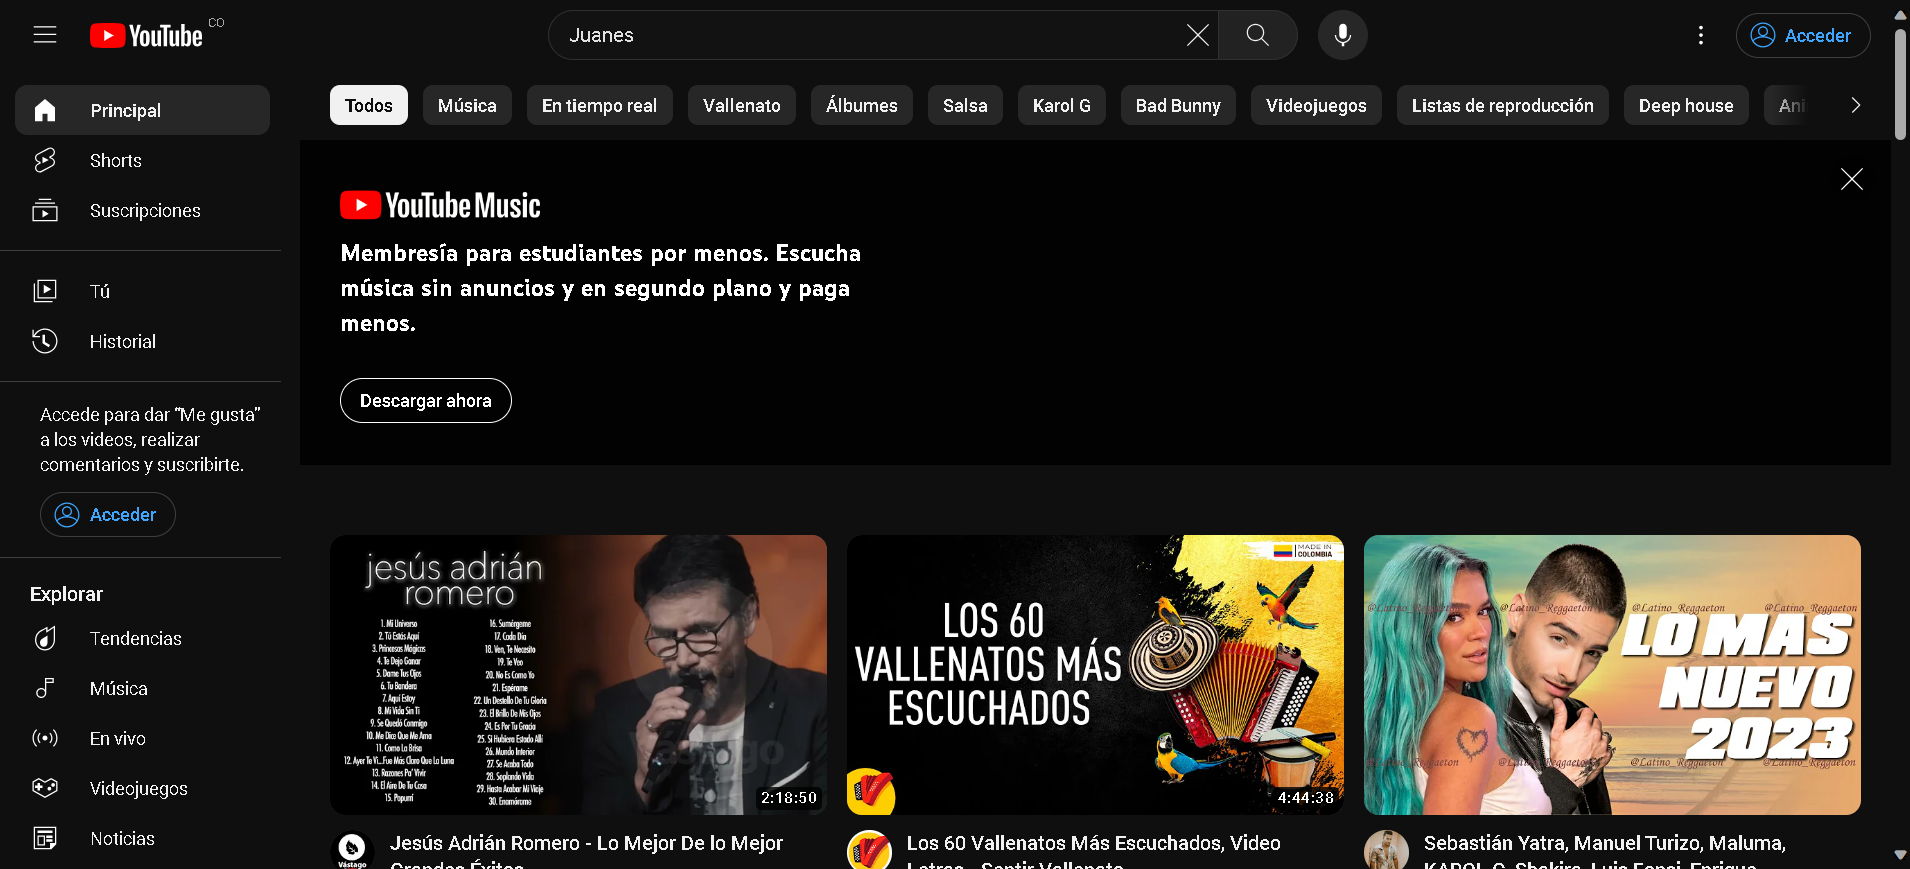 YouTube CO
Juanes
Acceder
Principal
Shorts
Suscripciones
Tú
Historial
Accede para dar “Me gusta”
a los videos, realizar
comentarios y suscribirte.
Acceder
Explorar
Tendencias
Música
En vivo
Videojuegos
Noticias
Todos
Música
En tiempo real
Vallenato
Álbumes
Salsa
Karol G
Bad Bunny
Videojuegos
Listas de reproducción
Deep house
Ani
YouTube Music
Membresía para estudiantes por menos. Escucha
música sin anuncios y en segundo plano y paga
menos.
Descargar ahora
jesús adrián
romero
1. Mi Universo
2. Tú Estás Aquí
3. Princesas Mágicas
4. Te Dejo Ganar
5. Dame Tus Ojos
6. Tu Bandera
7. Aquí Estoy
8. Mi Vida Sin Ti
9. Se Quedó Conmigo
10. Me Dice Que Me Ama
11. Como La Brisa
12. Ayer Te Vi...Fue Más Claro Que La Luna
13. Razones Pa' Vivir
14. El Aire De Tu Casa
15. Popurrí
16. Sumérgeme
17. Cada Día
18. Ven, Te Necesito
19. Te Veo
20. No Es Como Yo
21. Espérame
22. Un Destello De Tu Gloria
23. El Brillo De Mis Ojos
24. Es Por Tu Gracia
25. Si Hubiera Estado Allí
26. Mundo Interior
27. Se Acaba Todo
28. Soplando Vida
29. Hasta Acabar Mi Viaje
30. Enamórame
2:18:50
Vástago
Jesús Adrián Romero - Lo Mejor De lo Mejor
Grandes Éxitos
MADE IN
COLOMBIA
LOS 60
VALLENATOS MÁS
ESCUCHADOS
4:44:38
Los 60 Vallenatos Más Escuchados, Video
Letras - Sentir Vallenato
@Latino_Reggaeton @Latino_Reggaeton @Latino_Reggaeton @Latino_Reggaeton
LO MAS
NUEVO
2023
@Latino_Reggaeton @Latino_Reggaeton @Latino_Reggaeton @Latino_Reggaeton
Sebastián Yatra, Manuel Turizo, Maluma,
KAROL G, Shakira, Luis Fonsi, Enrique